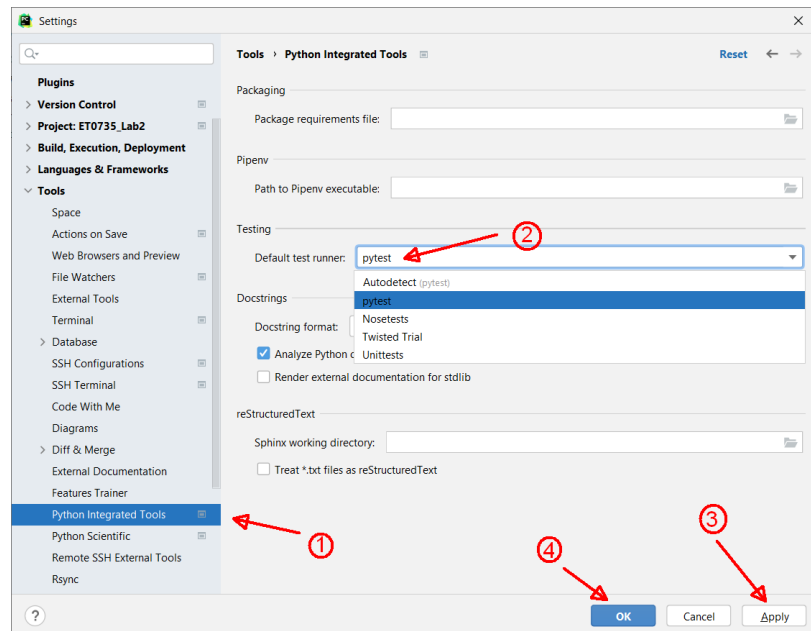 PC
Settings
Plugins
Version Control
Project: ET0735_Lab2
Build, Execution, Deployment
Languages & Frameworks
Tools
Space
Actions on Save
Web Browsers and Preview
File Watchers
External Tools
Terminal
Database
SSH Configurations
SSH Terminal
Code With Me
Diagrams
Diff & Merge
External Documentation
Features Trainer
Python Integrated Tools
Python Scientific
Remote SSH External Tools
Rsync
?
Tools › Python Integrated Tools
Reset
Packaging
Package requirements file:
Pipenv
Path to Pipenv executable:
Testing
2
Default test runner: pytest
Autodetect (pytest)
pytest
Nosetests
Twisted Trial
Unittests
Docstrings
Docstring format:
Analyze Python
Render external documentation for stdlib
reStructuredText
Sphinx working directory:
Treat *.txt files as reStructuredText
1
3
4
OK
Cancel
Apply